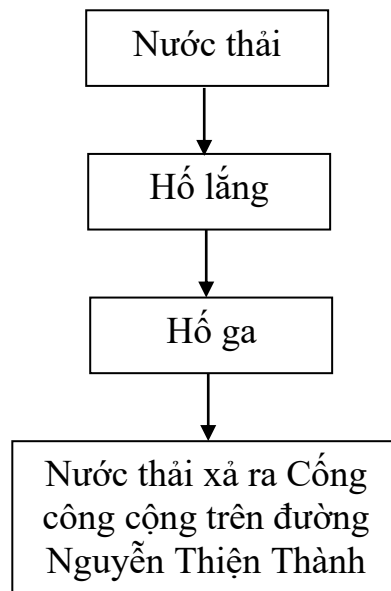 Nước thải
Hố lắng
Hố ga
Nước thải xả ra Cống
công cộng trên đường
Nguyễn Thiện Thành